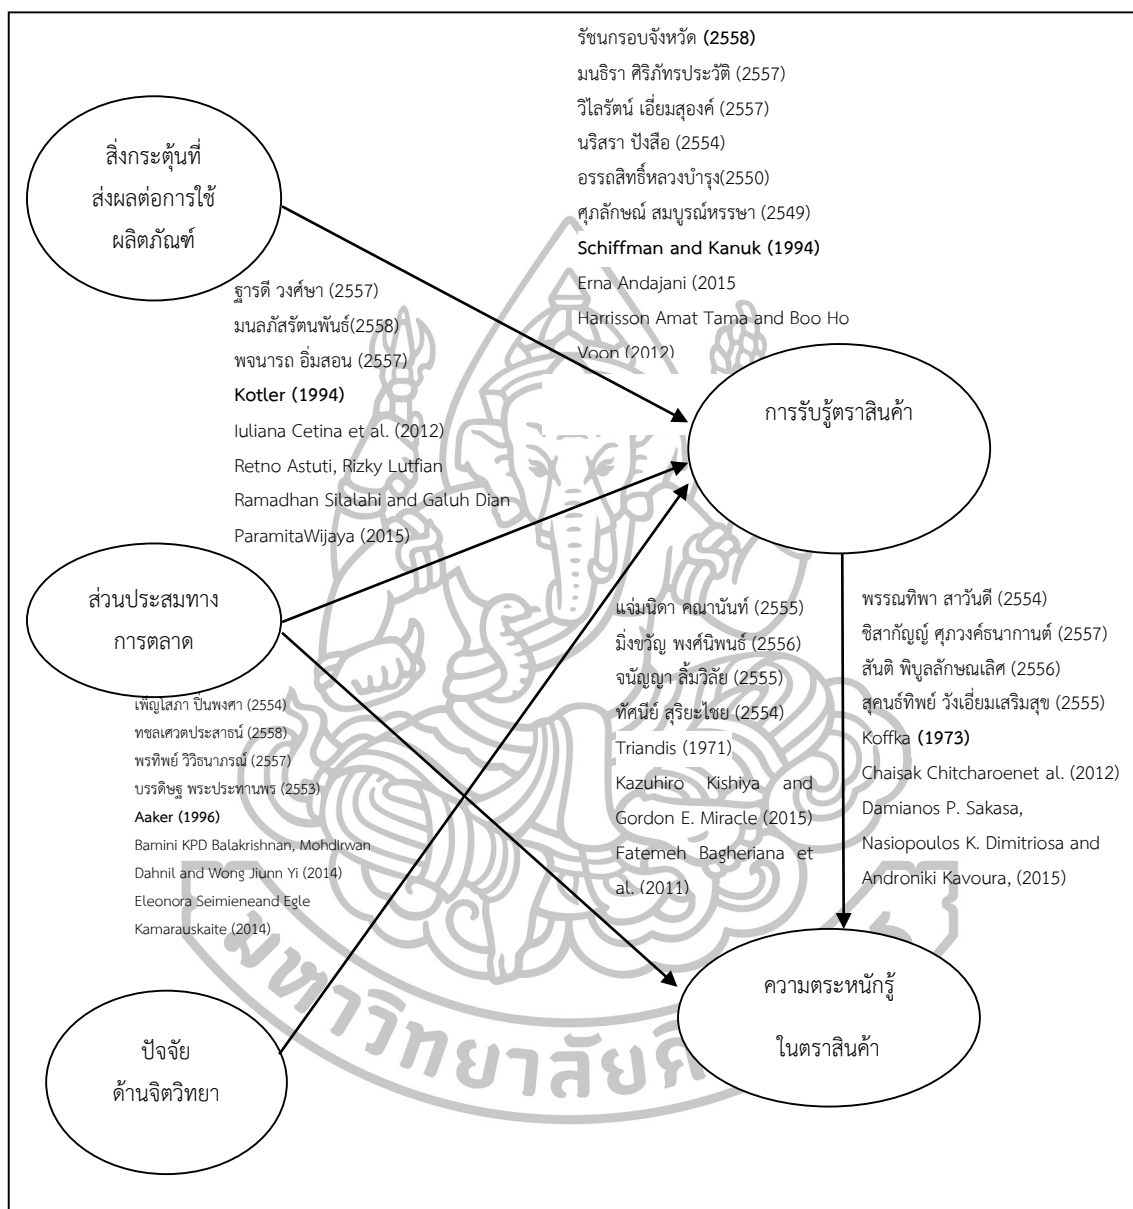 รัชนกรอบจังหวัด (2558)
มนธิรา ศิริภัทรประวัติ (2557)
วิไลรัตน์ เอี่ยมสุองค์ (2557)
นริสรา ปังสือ (2554)
อรรถสิทธิ์หลวงบำรุง(2550)
ศุภลักษณ์ สมบูรณ์หรรษา (2549)
Schiffman and Kanuk (1994)
Erna Andajani (2015
Harrisson Amat Tama and Boo Ho
Voon (2012)
สิ่งกระตุ้นที่
ส่งผลต่อการใช้
ผลิตภัณฑ์
ฐารดี วงศ์ษา (2557)
มนลภัสรัตนพันธ์(2558)
พจนารถ อิ่มสอน (2557)
Kotler (1994)
Iuliana Cetina et al. (2012)
Retno Astuti, Rizky Lutfian
Ramadhan Silalahi and Galuh Dian
ParamitaWijaya (2015)
การรับรู้ตราสินค้า
ส่วนประสมทาง
การตลาด
แจ่มนิดา คณานันท์ (2555)
มิ่งขวัญ พงศ์นิพนธ์ (2556)
จนัญญา ลิ้มวิลัย (2555)
ทัศนีย์ สุริยะไชย (2554)
Triandis (1971)
Kazuhiro Kishiya and
Gordon E. Miracle (2015)
Fatemeh Bagheriana et
al. (2011)
พรรณทิพา สาวันดี (2554)
ชิสากัญญ์ ศุภวงค์ธนากานต์ (2557)
สันติ พิบูลลักษณเลิศ (2556)
สุคนธ์ทิพย์ วังเอี่ยมเสริมสุข (2555)
Koffka (1973)
Chaisak Chitcharoenet al. (2012)
Damianos P. Sakasa,
Nasiopoulos K. Dimitriosa and
Androniki Kavoura, (2015)
เพ็ญโสภา ปิ่นพงศา (2554)
ทชลเศวตประสาธน์ (2558)
พรทิพย์ วิวิธนาภรณ์ (2557)
บรรดิษฐ พระประทานพร (2553)
Aaker (1996)
Bamini KPD Balakrishnan, MohdIrwan
Dahnil and Wong Jiunn Yi (2014)
Eleonora Seimieneand Egle
Kamarauskaite (2014)
ความตระหนักรู้
ในตราสินค้า
ปัจจัย
ด้านจิตวิทยา
มหาวิทยาลัยศิ